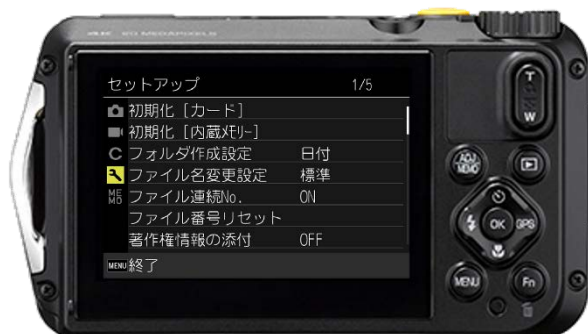 4K 20 MEGAPIXELS
セットアップ 1/5
初期化 [カード]
初期化 [内蔵ﾒﾓﾘｰ]
C フォルダ作成設定 日付
ファイル名変更設定 標準
MEMO ファイル連続No. ON
ファイル番号リセット
著作権情報の添付 OFF
MENU 終了
T
W
ADJ.
MEMO
OK
GPS
MENU
Fn